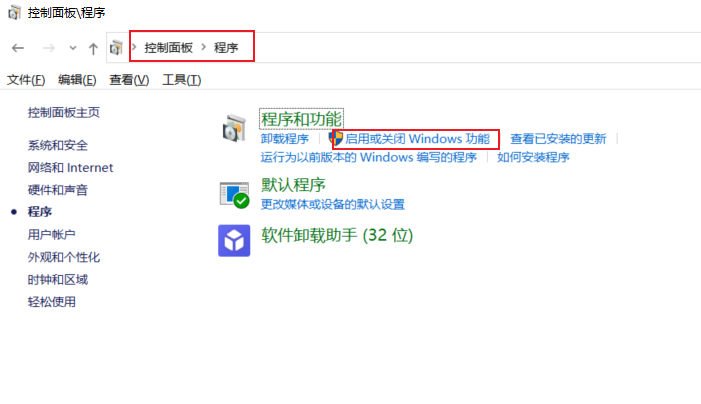 控制面板\程序
控制面板 > 程序
文件(F) 编辑(E) 查看(V) 工具(T)
控制面板主页
系统和安全
网络和 Internet
硬件和声音
程序
用户帐户
外观和个性化
时钟和区域
轻松使用
程序和功能
卸载程序 启用或关闭 Windows 功能 查看已安装的更新
运行为以前版本的 Windows 编写的程序 如何安装程序
默认程序
更改媒体或设备的默认设置
软件卸载助手 (32 位)